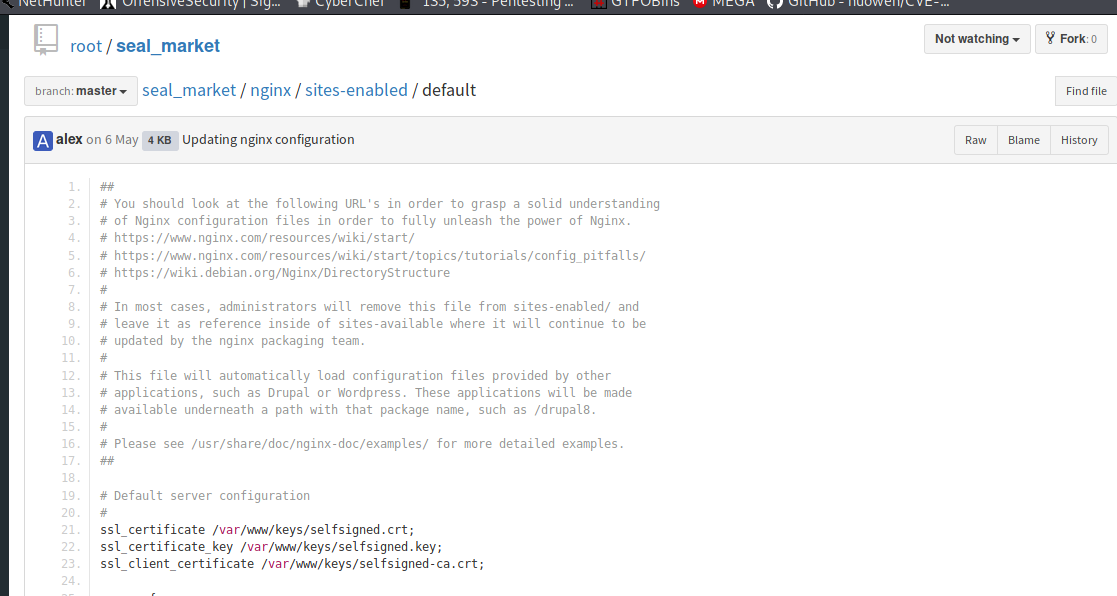 NetHunter OffensiveSecurity | Sig... CyberChef 135, 593 - Pentesting ... GTFOBins MEGA GitHub - nuowen/CVE-...
root / seal_market
Not watching
Fork: 0
branch: master
seal_market / nginx / sites-enabled / default
Find file
A alex on 6 May 4 KB Updating nginx configuration
Raw Blame History
1. ##
2. # You should look at the following URL's in order to grasp a solid understanding
3. # of Nginx configuration files in order to fully unleash the power of Nginx.
4. # https://www.nginx.com/resources/wiki/start/
5. # https://www.nginx.com/resources/wiki/start/topics/tutorials/config_pitfalls/
6. # https://wiki.debian.org/Nginx/DirectoryStructure
7. #
8. # In most cases, administrators will remove this file from sites-enabled/ and
9. # leave it as reference inside of sites-available where it will continue to be
10. # updated by the nginx packaging team.
11. #
12. # This file will automatically load configuration files provided by other
13. # applications, such as Drupal or Wordpress. These applications will be made
14. # available underneath a path with that package name, such as /drupal8.
15. #
16. # Please see /usr/share/doc/nginx-doc/examples/ for more detailed examples.
17. ##
18.
19. # Default server configuration
20. #
21. ssl_certificate /var/www/keys/selfsigned.crt;
22. ssl_certificate_key /var/www/keys/selfsigned.key;
23. ssl_client_certificate /var/www/keys/selfsigned-ca.crt;
24.